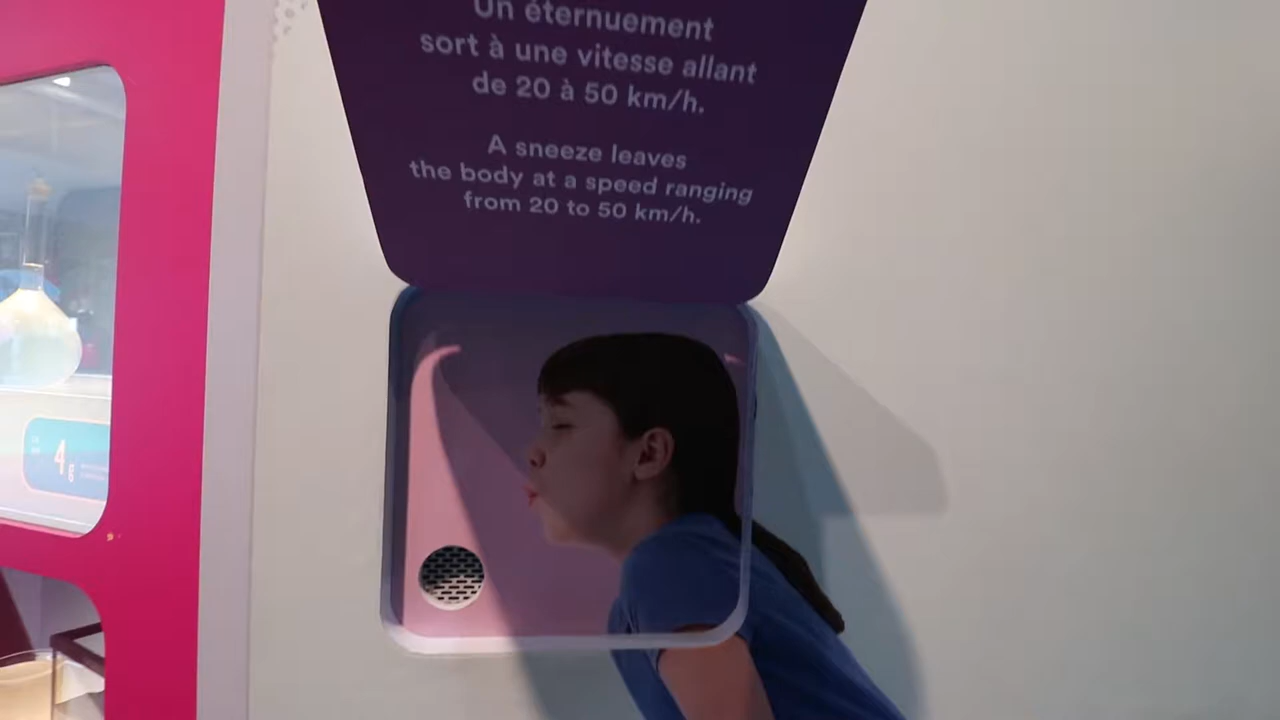 Un éternuement
sort à une vitesse allant
de 20 à 50 km/h.
A sneeze leaves
the body at a speed ranging
from 20 to 50 km/h.
4